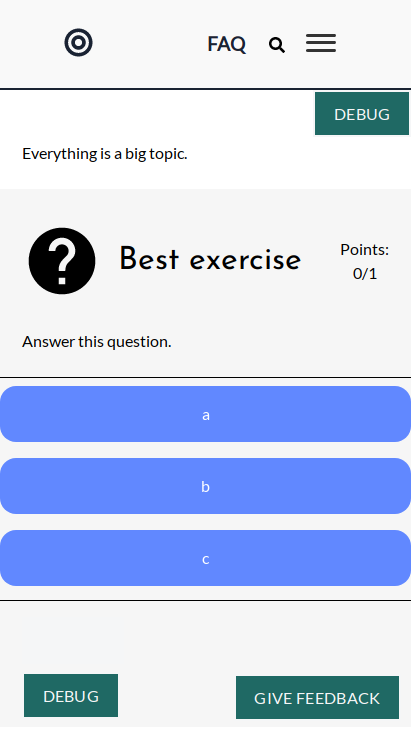 FAQ
DEBUG
Everything is a big topic.
Best exercise
Points:
0/1
Answer this question.
a
b
c
DEBUG
GIVE FEEDBACK